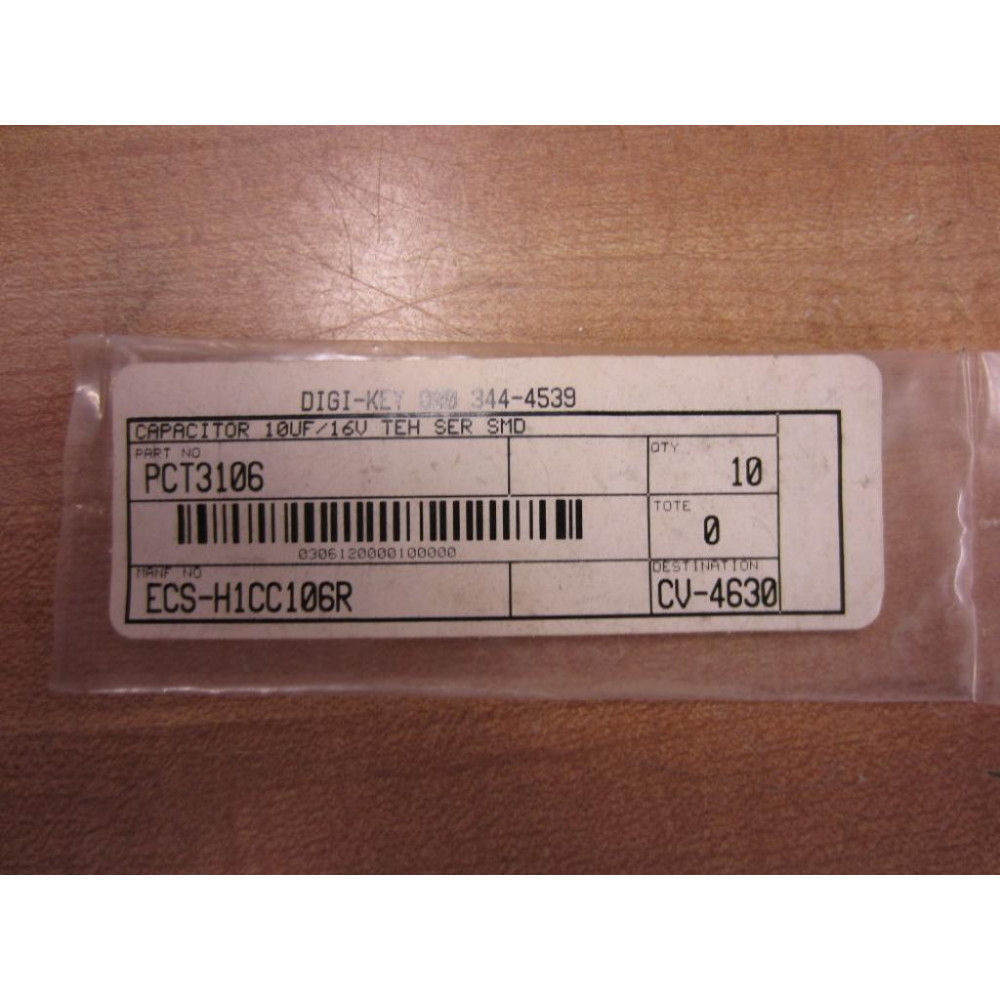 DIGI-KEY 344-4539
CAPACITOR 10UF/16V TEH SER SMD
PART NO
PCT3106
QTY
10
TOTE
0
0306120000100000
MANF NO
ECS-H1CC106R
DESTINATION
CV-4630